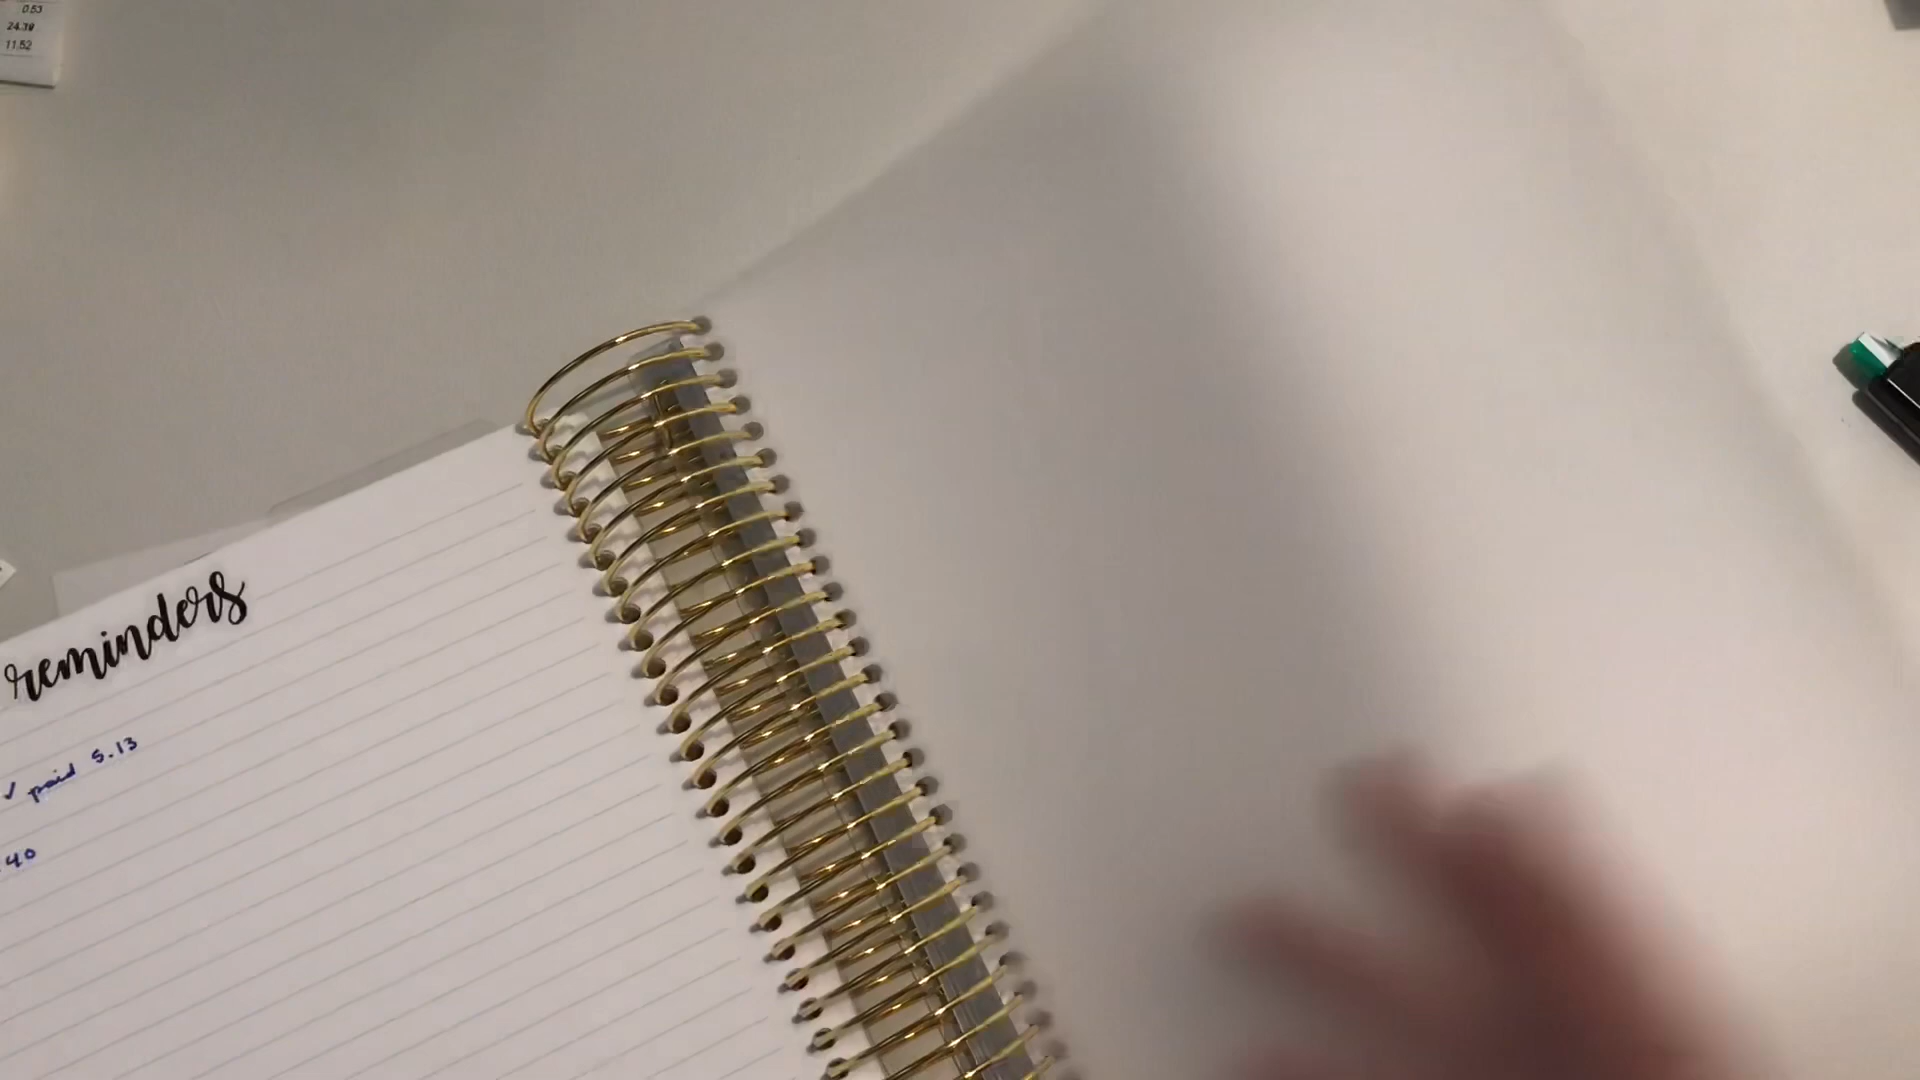 0.53
24.39
11.52
reminders
✓ paid 5.13
.40